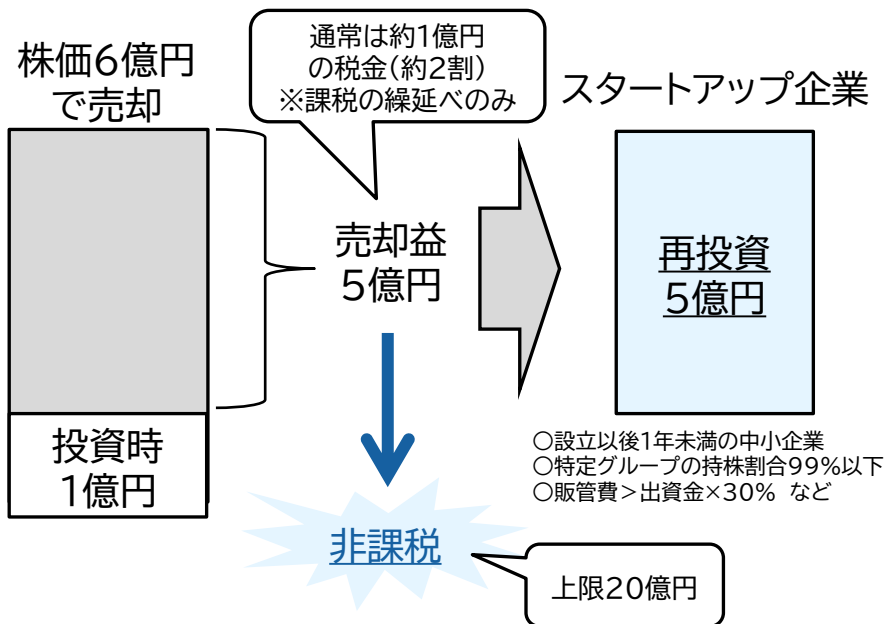 株価6億円
で売却
通常は約1億円
の税金(約2割)
※課税の繰延べのみ
スタートアップ企業
売却益
5億円
再投資
5億円
投資時
1億円
○設立以後1年未満の中小企業
○特定グループの持株割合99%以下
○販管費>出資金×30% など
非課税
上限20億円